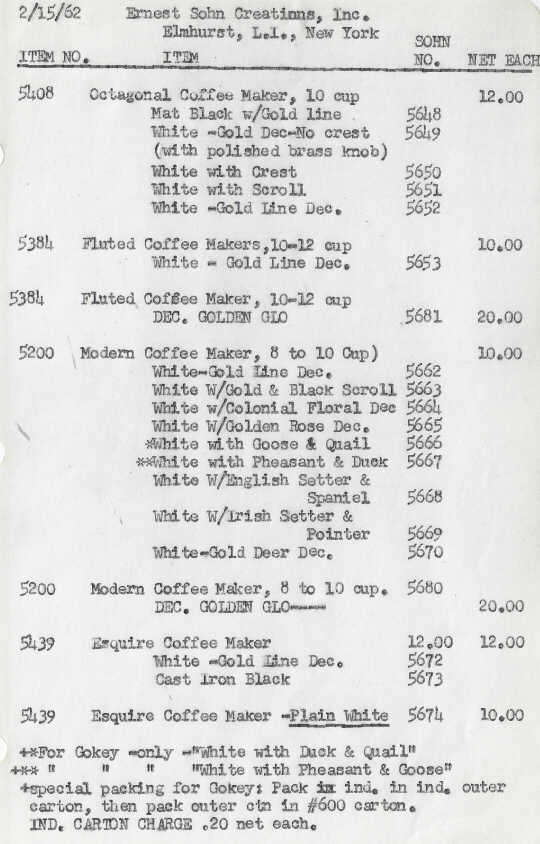 2/15/62 Ernest Sohn Creations, Inc.
Elmhurst, L.I., New York
SOHN
ITEM NO. ITEM NO. NET EACH
5408 Octagonal Coffee Maker, 10 cup 12.00
Mat Black w/Gold line 5648
White -Gold Dec-No crest 5649
(with polished brass knob)
White with Crest 5650
White with Scroll 5651
White -Gold Line Dec. 5652
5384 Fluted Coffee Makers,10-12 cup 10.00
White - Gold Line Dec. 5653
5384 Fluted Coffee Maker, 10-12 cup
DEC. GOLDEN GLO 5681 20.00
5200 Modern Coffee Maker, 8 to 10 Cup) 10.00
White-Gold Line Dec. 5662
White W/Gold & Black Scroll 5663
White w/Colonial Floral Dec 5664
White W/Golden Rose Dec. 5665
*White with Goose & Quail 5666
**White with Pheasant & Duck 5667
White W/English Setter &
Spaniel 5668
White W/Irish Setter &
Pointer 5669
White-Gold Deer Dec. 5670
5200 Modern Coffee Maker, 8 to 10 cup. 5680
DEC. GOLDEN GLO---- 20.00
5439 Esquire Coffee Maker 12.00 12.00
White -Gold Line Dec. 5672
Cast Iron Black 5673
5439 Esquire Coffee Maker -Plain White 5674 10.00
+*For Gokey -only -"White with Duck & Quail"
+** " " " "White with Pheasant & Goose"
+special packing for Gokey: Pack in ind. in ind. outer
carton, then pack outer ctn in #600 carton.
IND. CARTON CHARGE .20 net each.